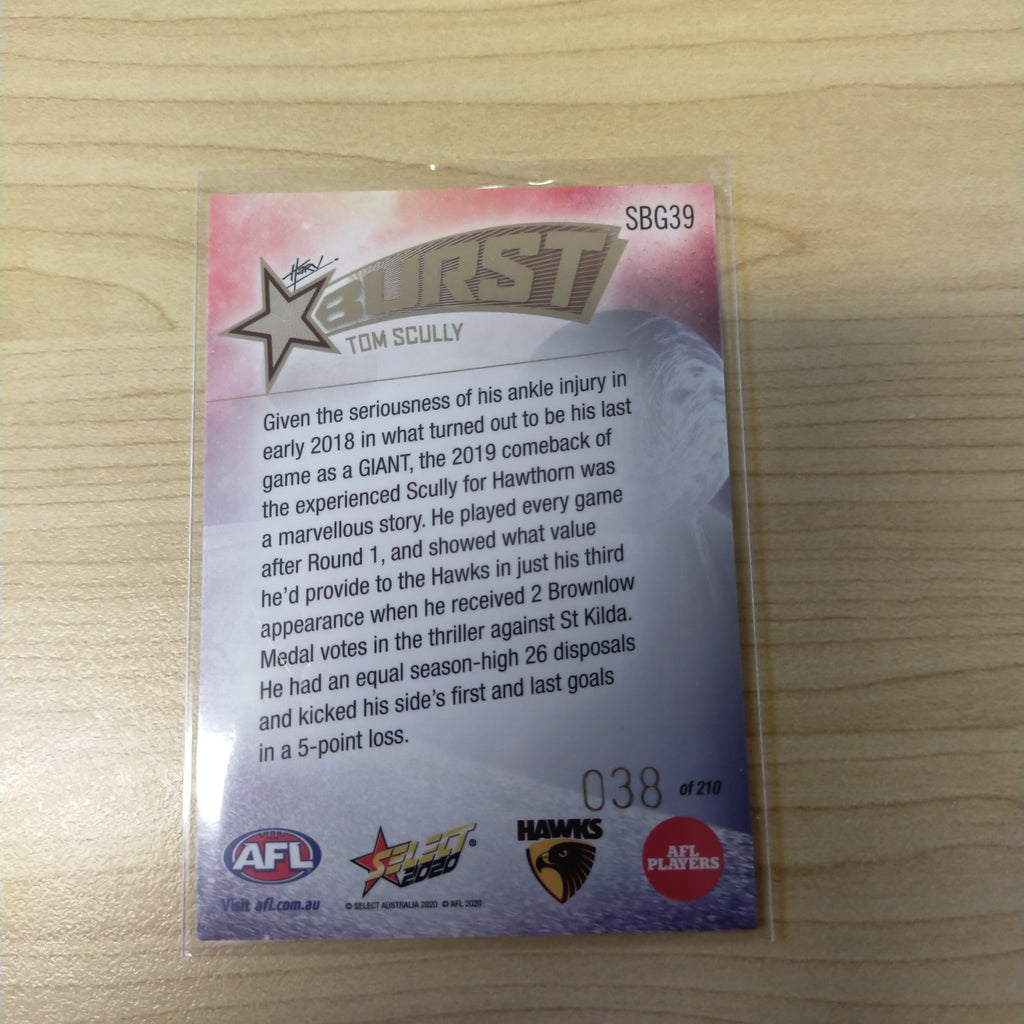 SBG39
BURST
TOM SCULLY
Given the seriousness of his ankle injury in
early 2018 in what turned out to be his last
game as a GIANT, the 2019 comeback of
the experienced Scully for Hawthorn was
a marvellous story. He played every game
after Round 1, and showed what value
he'd provide to the Hawks in just his third
appearance when he received 2 Brownlow
Medal votes in the thriller against St Kilda.
He had an equal season-high 26 disposals
and kicked his side's first and last goals
in a 5-point loss.
038 of 210
AFL
Visit afl.com.au
SELECT®
2020
© SELECT AUSTRALIA 2020 © AFL 2020
HAWKS
AFL
PLAYERS